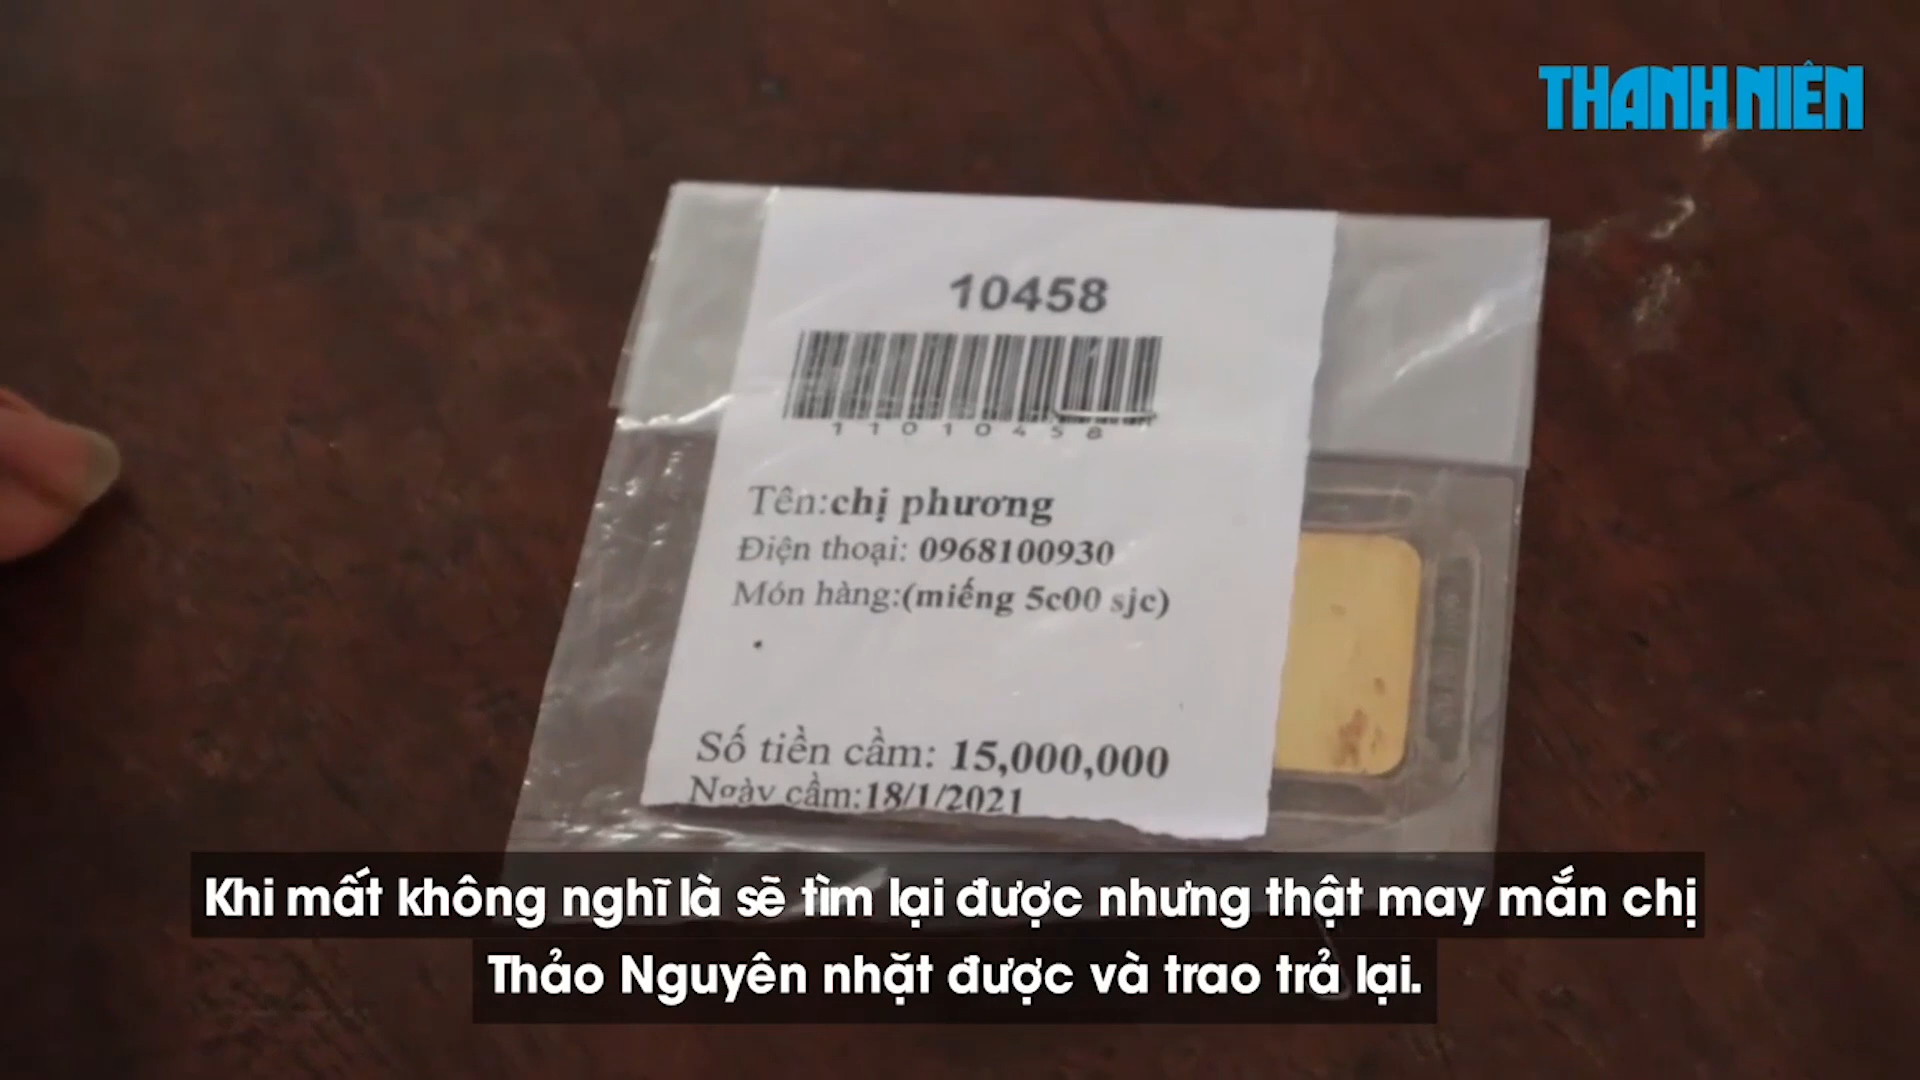 THANH NIÊN
10458
11010458
Tên:chị phương
Điện thoại: 0968100930
Món hàng:(miếng 5c00 sjc)
Số tiền cầm: 15,000,000
Ngày cầm:18/1/2021
Khi mất không nghĩ là sẽ tìm lại được nhưng thật may mắn chị
Thảo Nguyên nhặt được và trao trả lại.